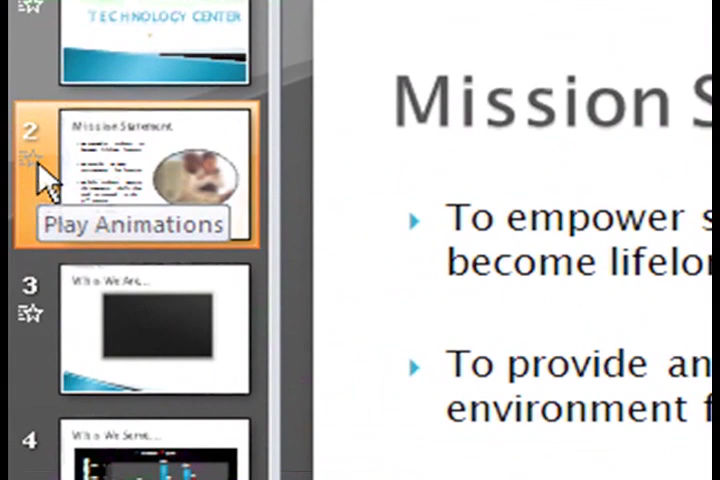 TECHNOLOGY CENTER
2
Mission Statement
Play Animations
3
Who We Are...
4
Who We Serve...
Mission S
To empower s
become lifelo
To provide an
environment f